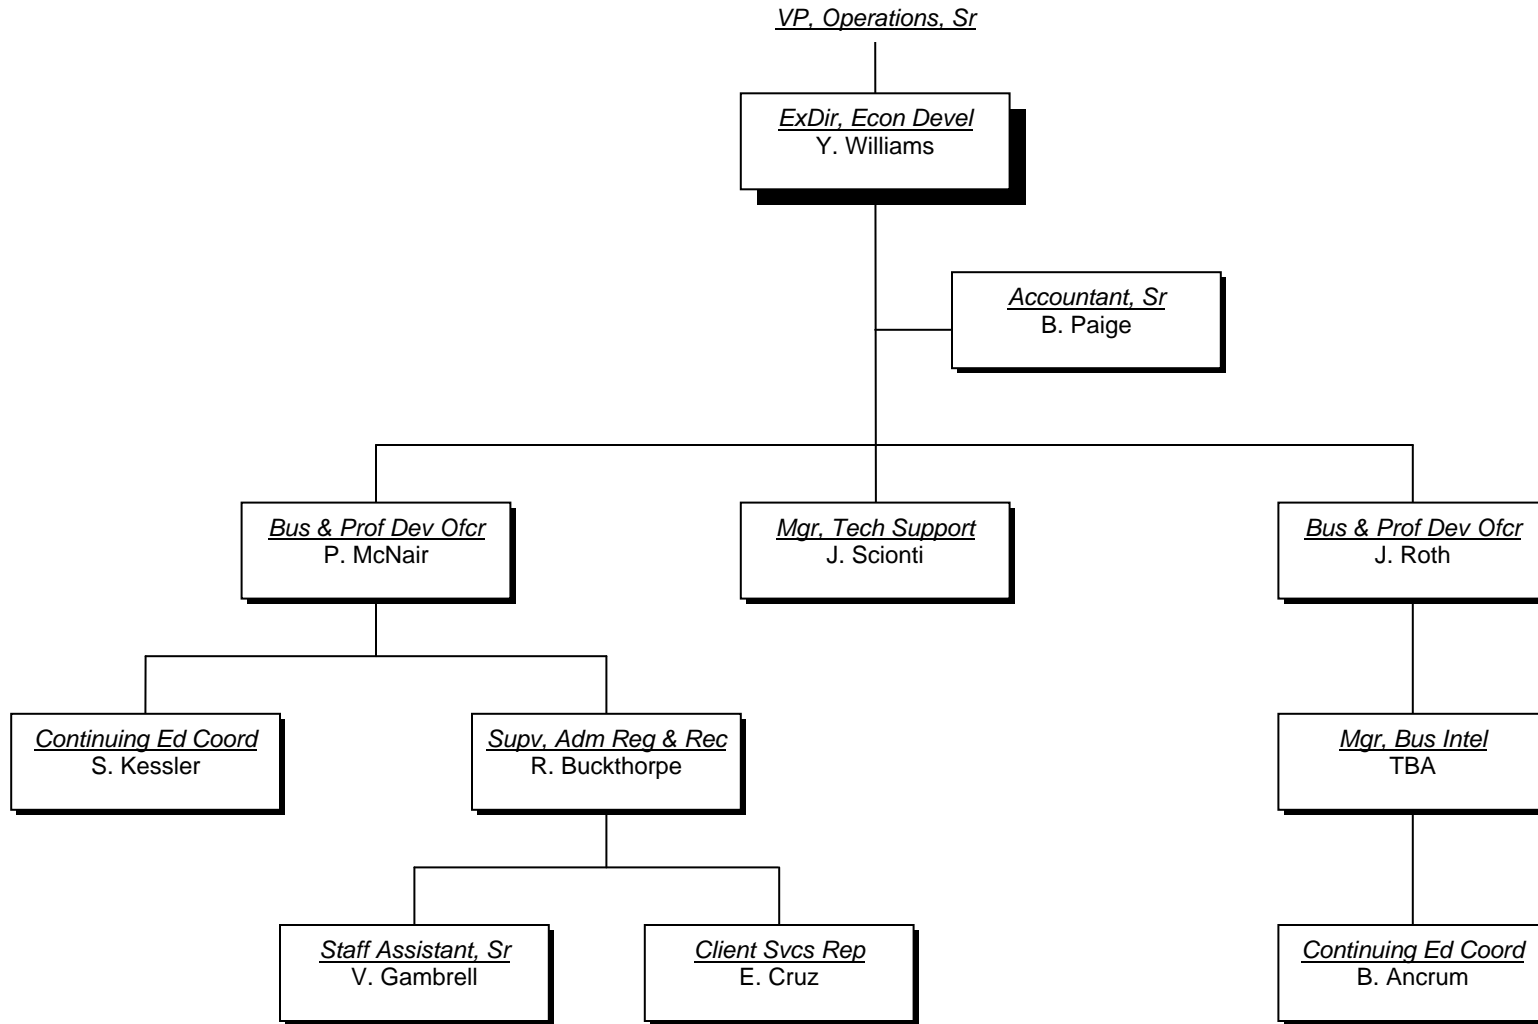 VP, Operations, Sr
ExDir, Econ Devel
Y. Williams
Accountant, Sr
B. Paige
Bus & Prof Dev Ofcr
P. McNair
Mgr, Tech Support
J. Scionti
Bus & Prof Dev Ofcr
J. Roth
Continuing Ed Coord
S. Kessler
Supv, Adm Reg & Rec
R. Buckthorpe
Mgr, Bus Intel
TBA
Staff Assistant, Sr
V. Gambrell
Client Svcs Rep
E. Cruz
Continuing Ed Coord
B. Ancrum